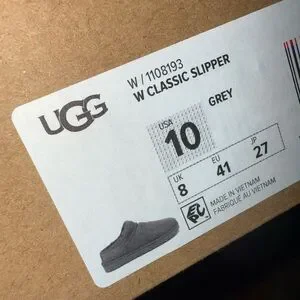 UGG
W / 1108193
W CLASSIC SLIPPER
GREY
USA
10
UK EU JP
8 41 27
MADE IN VIETNAM
FABRIQUÉ AU VIETNAM